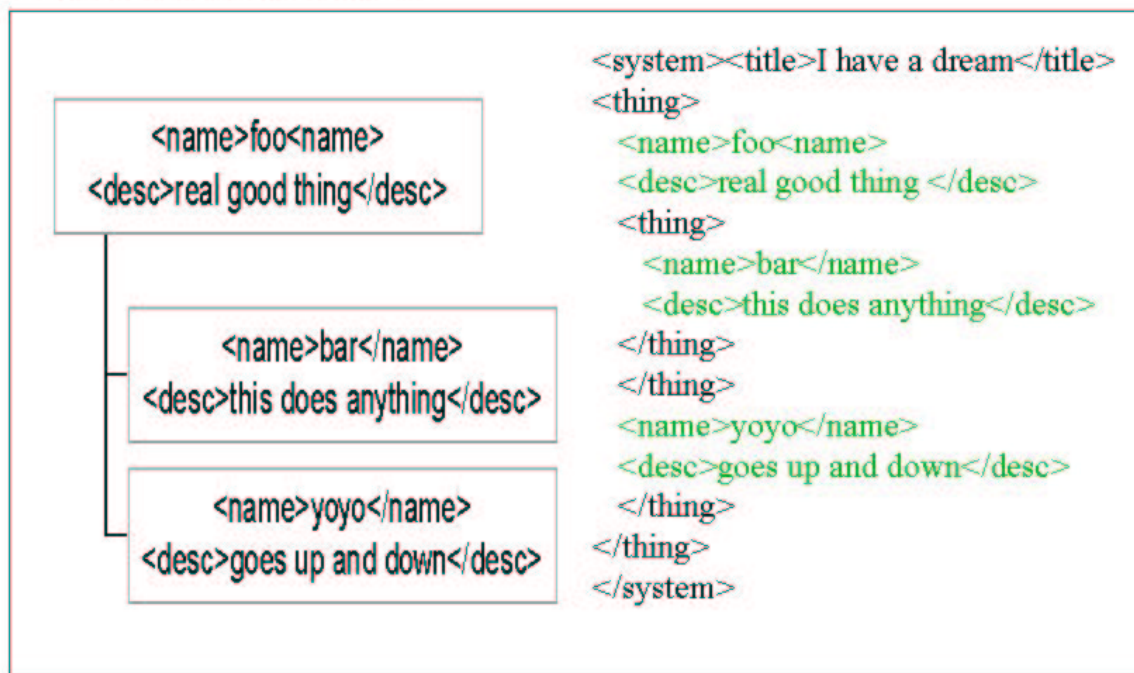 <name>foo<name>
<desc>real good thing</desc>
<name>bar</name>
<desc>this does anything</desc>
<name>yoyo</name>
<desc>goes up and down</desc>
<system><title>I have a dream</title>
<thing>
<name>foo<name>
<desc>real good thing </desc>
<thing>
<name>bar</name>
<desc>this does anything</desc>
</thing>
</thing>
<name>yoyo</name>
<desc>goes up and down</desc>
</thing>
</thing>
</system>